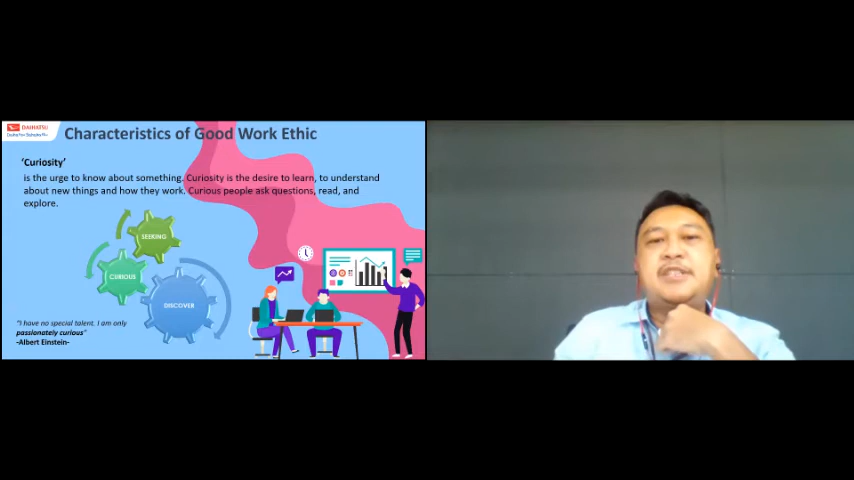 DAIHATSU
Characteristics of Good Work Ethic
'Curiosity'
is the urge to know about something. Curiosity is the desire to learn, to understand
about new things and how they work. Curious people ask questions, read, and
explore.
SEEKING
CURIOUS
DISCOVER
"I have no special talent. I am only
passionately curious"
-Albert Einstein-